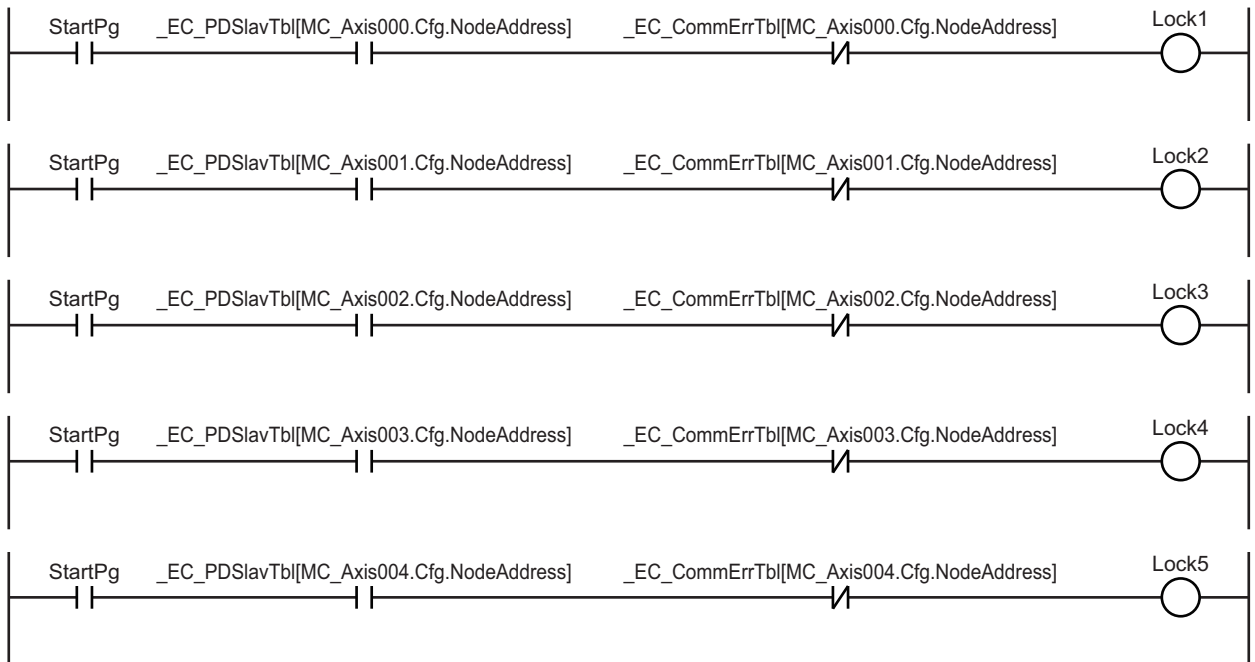 StartPg _EC_PDSlavTbl[MC_Axis000.Cfg.NodeAddress] _EC_CommErrTbl[MC_Axis000.Cfg.NodeAddress] Lock1
StartPg _EC_PDSlavTbl[MC_Axis001.Cfg.NodeAddress] _EC_CommErrTbl[MC_Axis001.Cfg.NodeAddress] Lock2
StartPg _EC_PDSlavTbl[MC_Axis002.Cfg.NodeAddress] _EC_CommErrTbl[MC_Axis002.Cfg.NodeAddress] Lock3
StartPg _EC_PDSlavTbl[MC_Axis003.Cfg.NodeAddress] _EC_CommErrTbl[MC_Axis003.Cfg.NodeAddress] Lock4
StartPg _EC_PDSlavTbl[MC_Axis004.Cfg.NodeAddress] _EC_CommErrTbl[MC_Axis004.Cfg.NodeAddress] Lock5